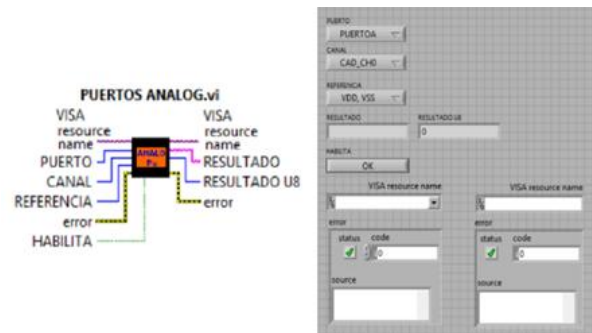 PUERTOS ANALOG.vi
VISA resource name
PUERTO
CANAL
REFERENCIA
error
HABILITA
ANALO
Px
VISA resource name
RESULTADO
RESULTADO U8
error
PUERTO
PUERTOA
CANAL
CAD_CH0
REFERENCIA
VDD, VSS
RESULTADO
RESULTADO U8
0
HABILITA
OK
VISA resource name
VISA resource name
error
status code
0
source
error
status code
0
source